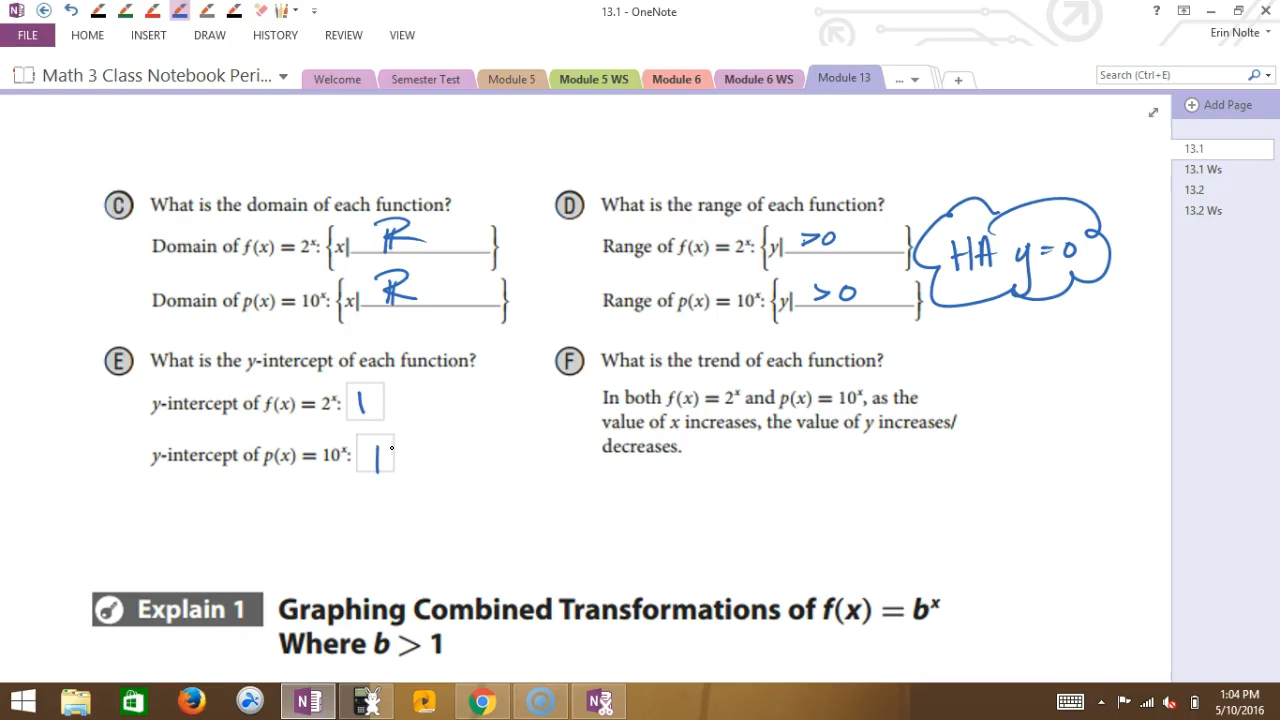 13.1 - OneNote
?
FILE HOME INSERT DRAW HISTORY REVIEW VIEW
Erin Nolte
Math 3 Class Notebook Peri...
Welcome Semester Test Module 5 Module 5 WS Module 6 Module 6 WS Module 13 ...
Search (Ctrl+E)
Add Page
13.1
13.1 Ws
13.2
13.2 Ws
C What is the domain of each function?
Domain of f(x) = 2ˣ: {x| ℝ }
Domain of p(x) = 10ˣ: {x| ℝ }
D What is the range of each function?
Range of f(x) = 2ˣ: {y| >0 }
Range of p(x) = 10ˣ: {y| >0 }
HA y=0
E What is the y-intercept of each function?
y-intercept of f(x) = 2ˣ: 1
y-intercept of p(x) = 10ˣ: 1
F What is the trend of each function?
In both f(x) = 2ˣ and p(x) = 10ˣ, as the
value of x increases, the value of y increases/
decreases.
Explain 1 Graphing Combined Transformations of f(x) = bˣ
Where b > 1
1:04 PM
5/10/2016